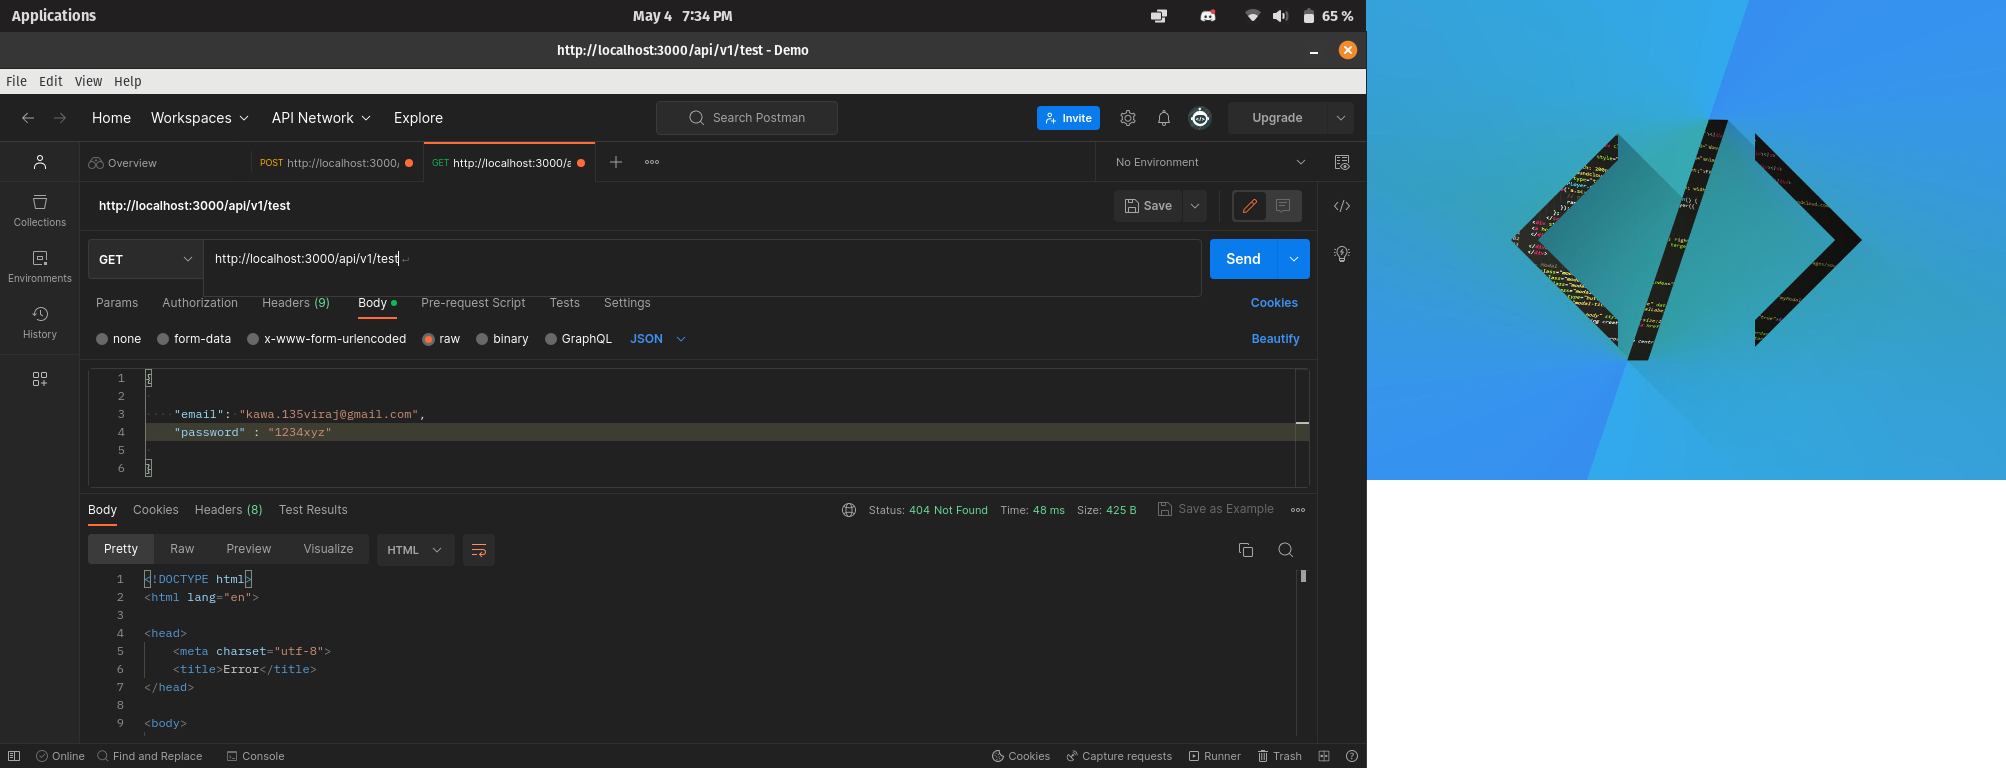 Applications
May 4 7:34 PM
65 %
http://localhost:3000/api/v1/test - Demo
File Edit View Help
Home Workspaces API Network Explore
Search Postman
Invite
Upgrade
Overview
POST http://localhost:3000/
GET http://localhost:3000/a
No Environment
http://localhost:3000/api/v1/test
Save
Collections
Environments
History
GET
http://localhost:3000/api/v1/test
Send
Params Authorization Headers (9) Body Pre-request Script Tests Settings
Cookies
none form-data x-www-form-urlencoded raw binary GraphQL JSON
Beautify
1 {
2
3 "email": "kawa.135viraj@gmail.com",
4 "password" : "1234xyz"
5
6 }
Body Cookies Headers (8) Test Results
Status: 404 Not Found Time: 48 ms Size: 425 B
Save as Example
Pretty Raw Preview Visualize HTML
1 <!DOCTYPE html>
2 <html lang="en">
3
4 <head>
5 <meta charset="utf-8">
6 <title>Error</title>
7 </head>
8
9 <body>
Online Find and Replace Console
Cookies Capture requests Runner Trash